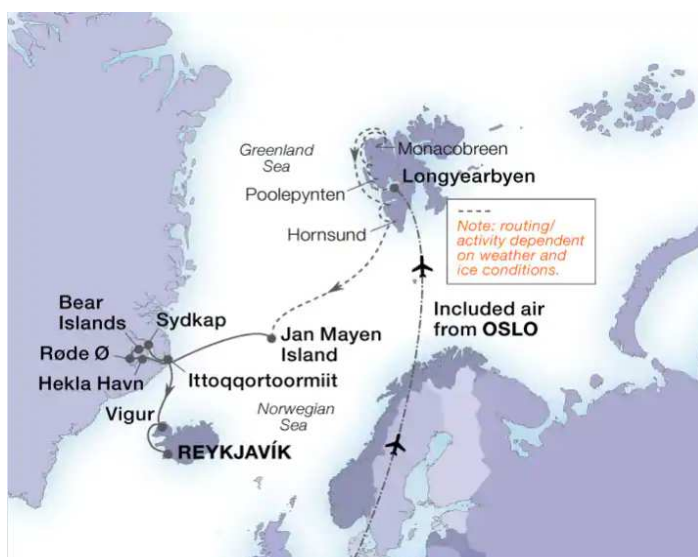 Greenland
Sea
Monacobreen
Longyearbyen
Poolepynten
Hornsund
Note: routing/
activity dependent
on weather and
ice conditions.
Bear
Islands
Sydkap
Røde Ø
Hekla Havn
Ittoqqortoormiit
Jan Mayen
Island
Included air
from OSLO
Vigur
Norwegian
Sea
REYKJAVÍK